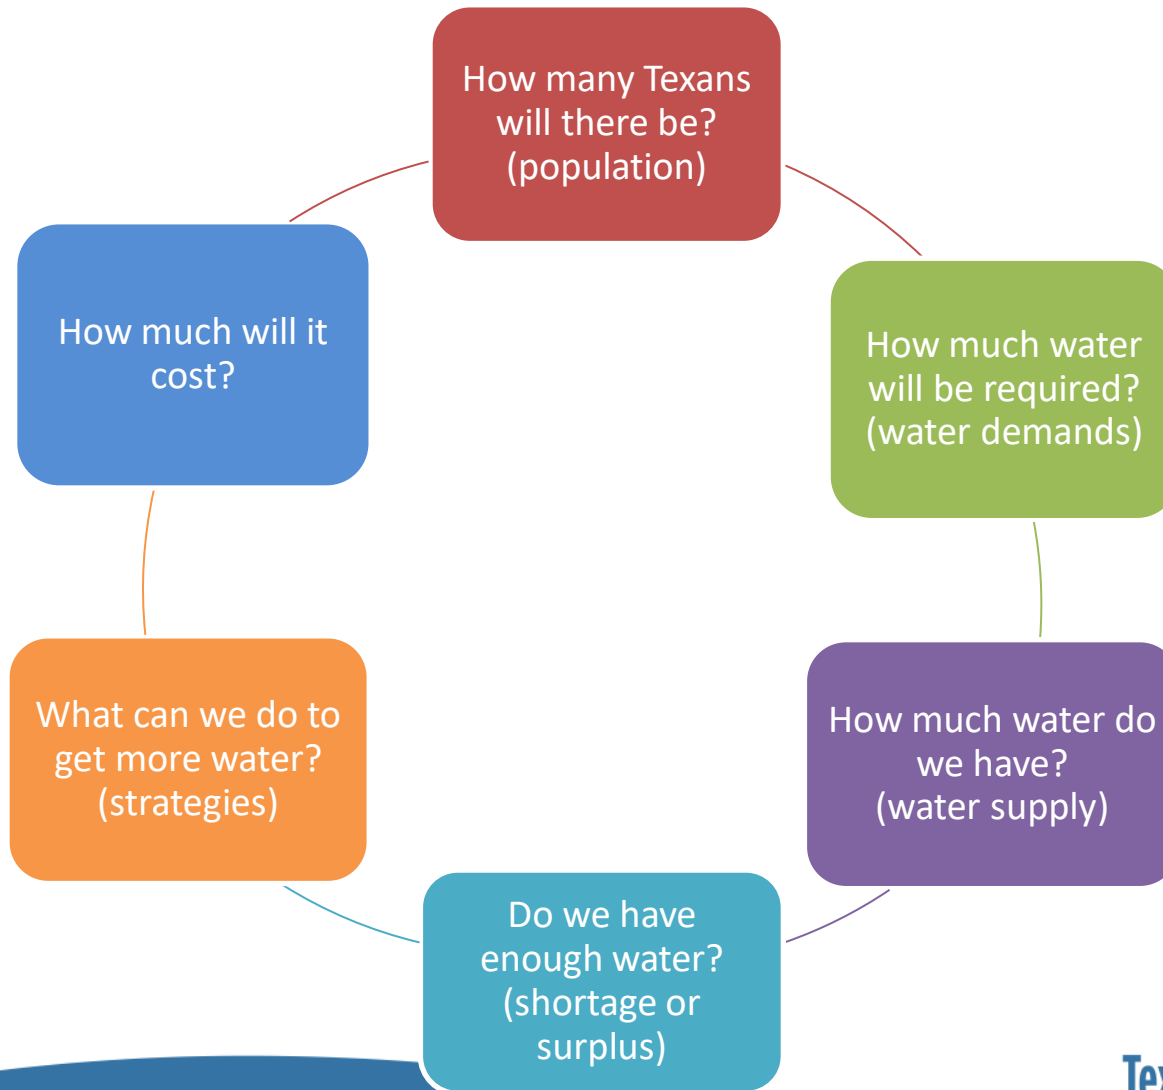 How many Texans
will there be?
(population)
How much water
will be required?
(water demands)
How much water do
we have?
(water supply)
Do we have
enough water?
(shortage or
surplus)
What can we do to
get more water?
(strategies)
How much will it
cost?